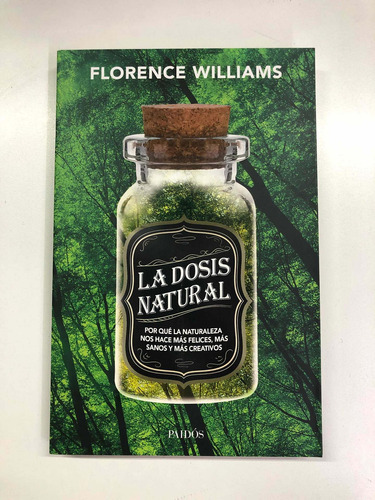 FLORENCE WILLIAMS
LA DOSIS
NATURAL
POR QUÉ LA NATURALEZA
NOS HACE MÁS FELICES, MÁS
SANOS Y MÁS CREATIVOS
PAIDÓS